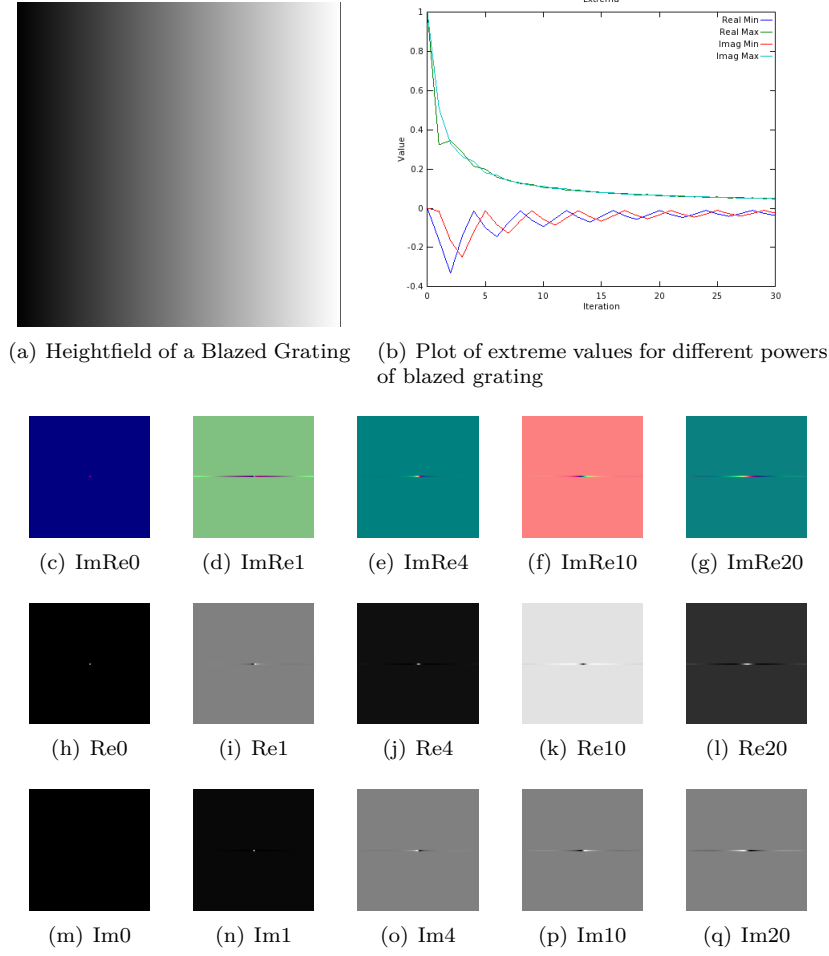 Extrema
1
0.8
0.6
0.4
0.2
0
-0.2
-0.4
0
5
10
15
20
25
30
Value
Iteration
Real Min
Real Max
Imag Min
Imag Max
(a) Heightfield of a Blazed Grating
(b) Plot of extreme values for different powers
of blazed grating
(c) ImRe0
(d) ImRe1
(e) ImRe4
(f) ImRe10
(g) ImRe20
(h) Re0
(i) Re1
(j) Re4
(k) Re10
(l) Re20
(m) Im0
(n) Im1
(o) Im4
(p) Im10
(q) Im20